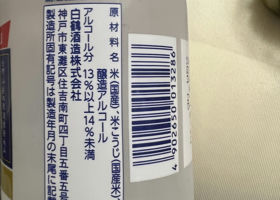 原材料名 米(国産)・米こうじ(国産米)、
醸造アルコール
アルコール分 13%以上14%未満
白鶴酒造株式会社
神戸市東灘区住吉南町四丁目五番五号
製造所固有記号は製造年月の末尾に記載
4902650013286